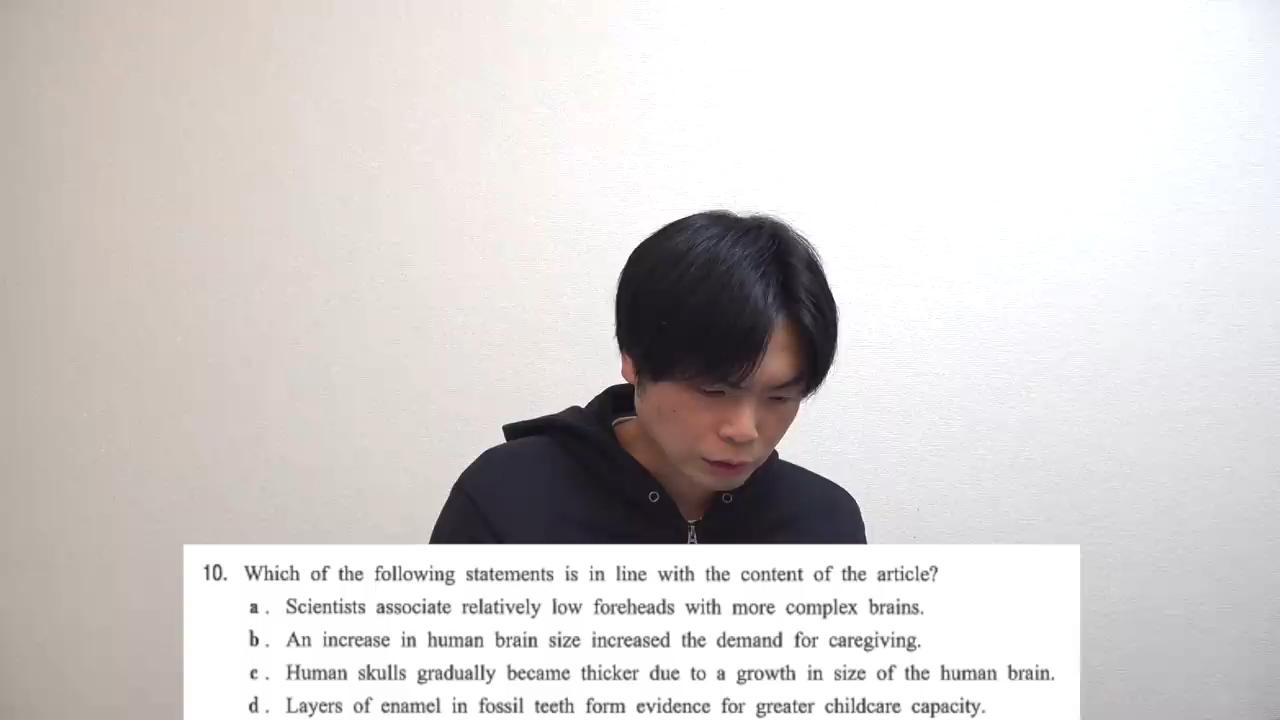 10. Which of the following statements is in line with the content of the article?
a. Scientists associate relatively low foreheads with more complex brains.
b. An increase in human brain size increased the demand for caregiving.
c. Human skulls gradually became thicker due to a growth in size of the human brain.
d. Layers of enamel in fossil teeth form evidence for greater childcare capacity.